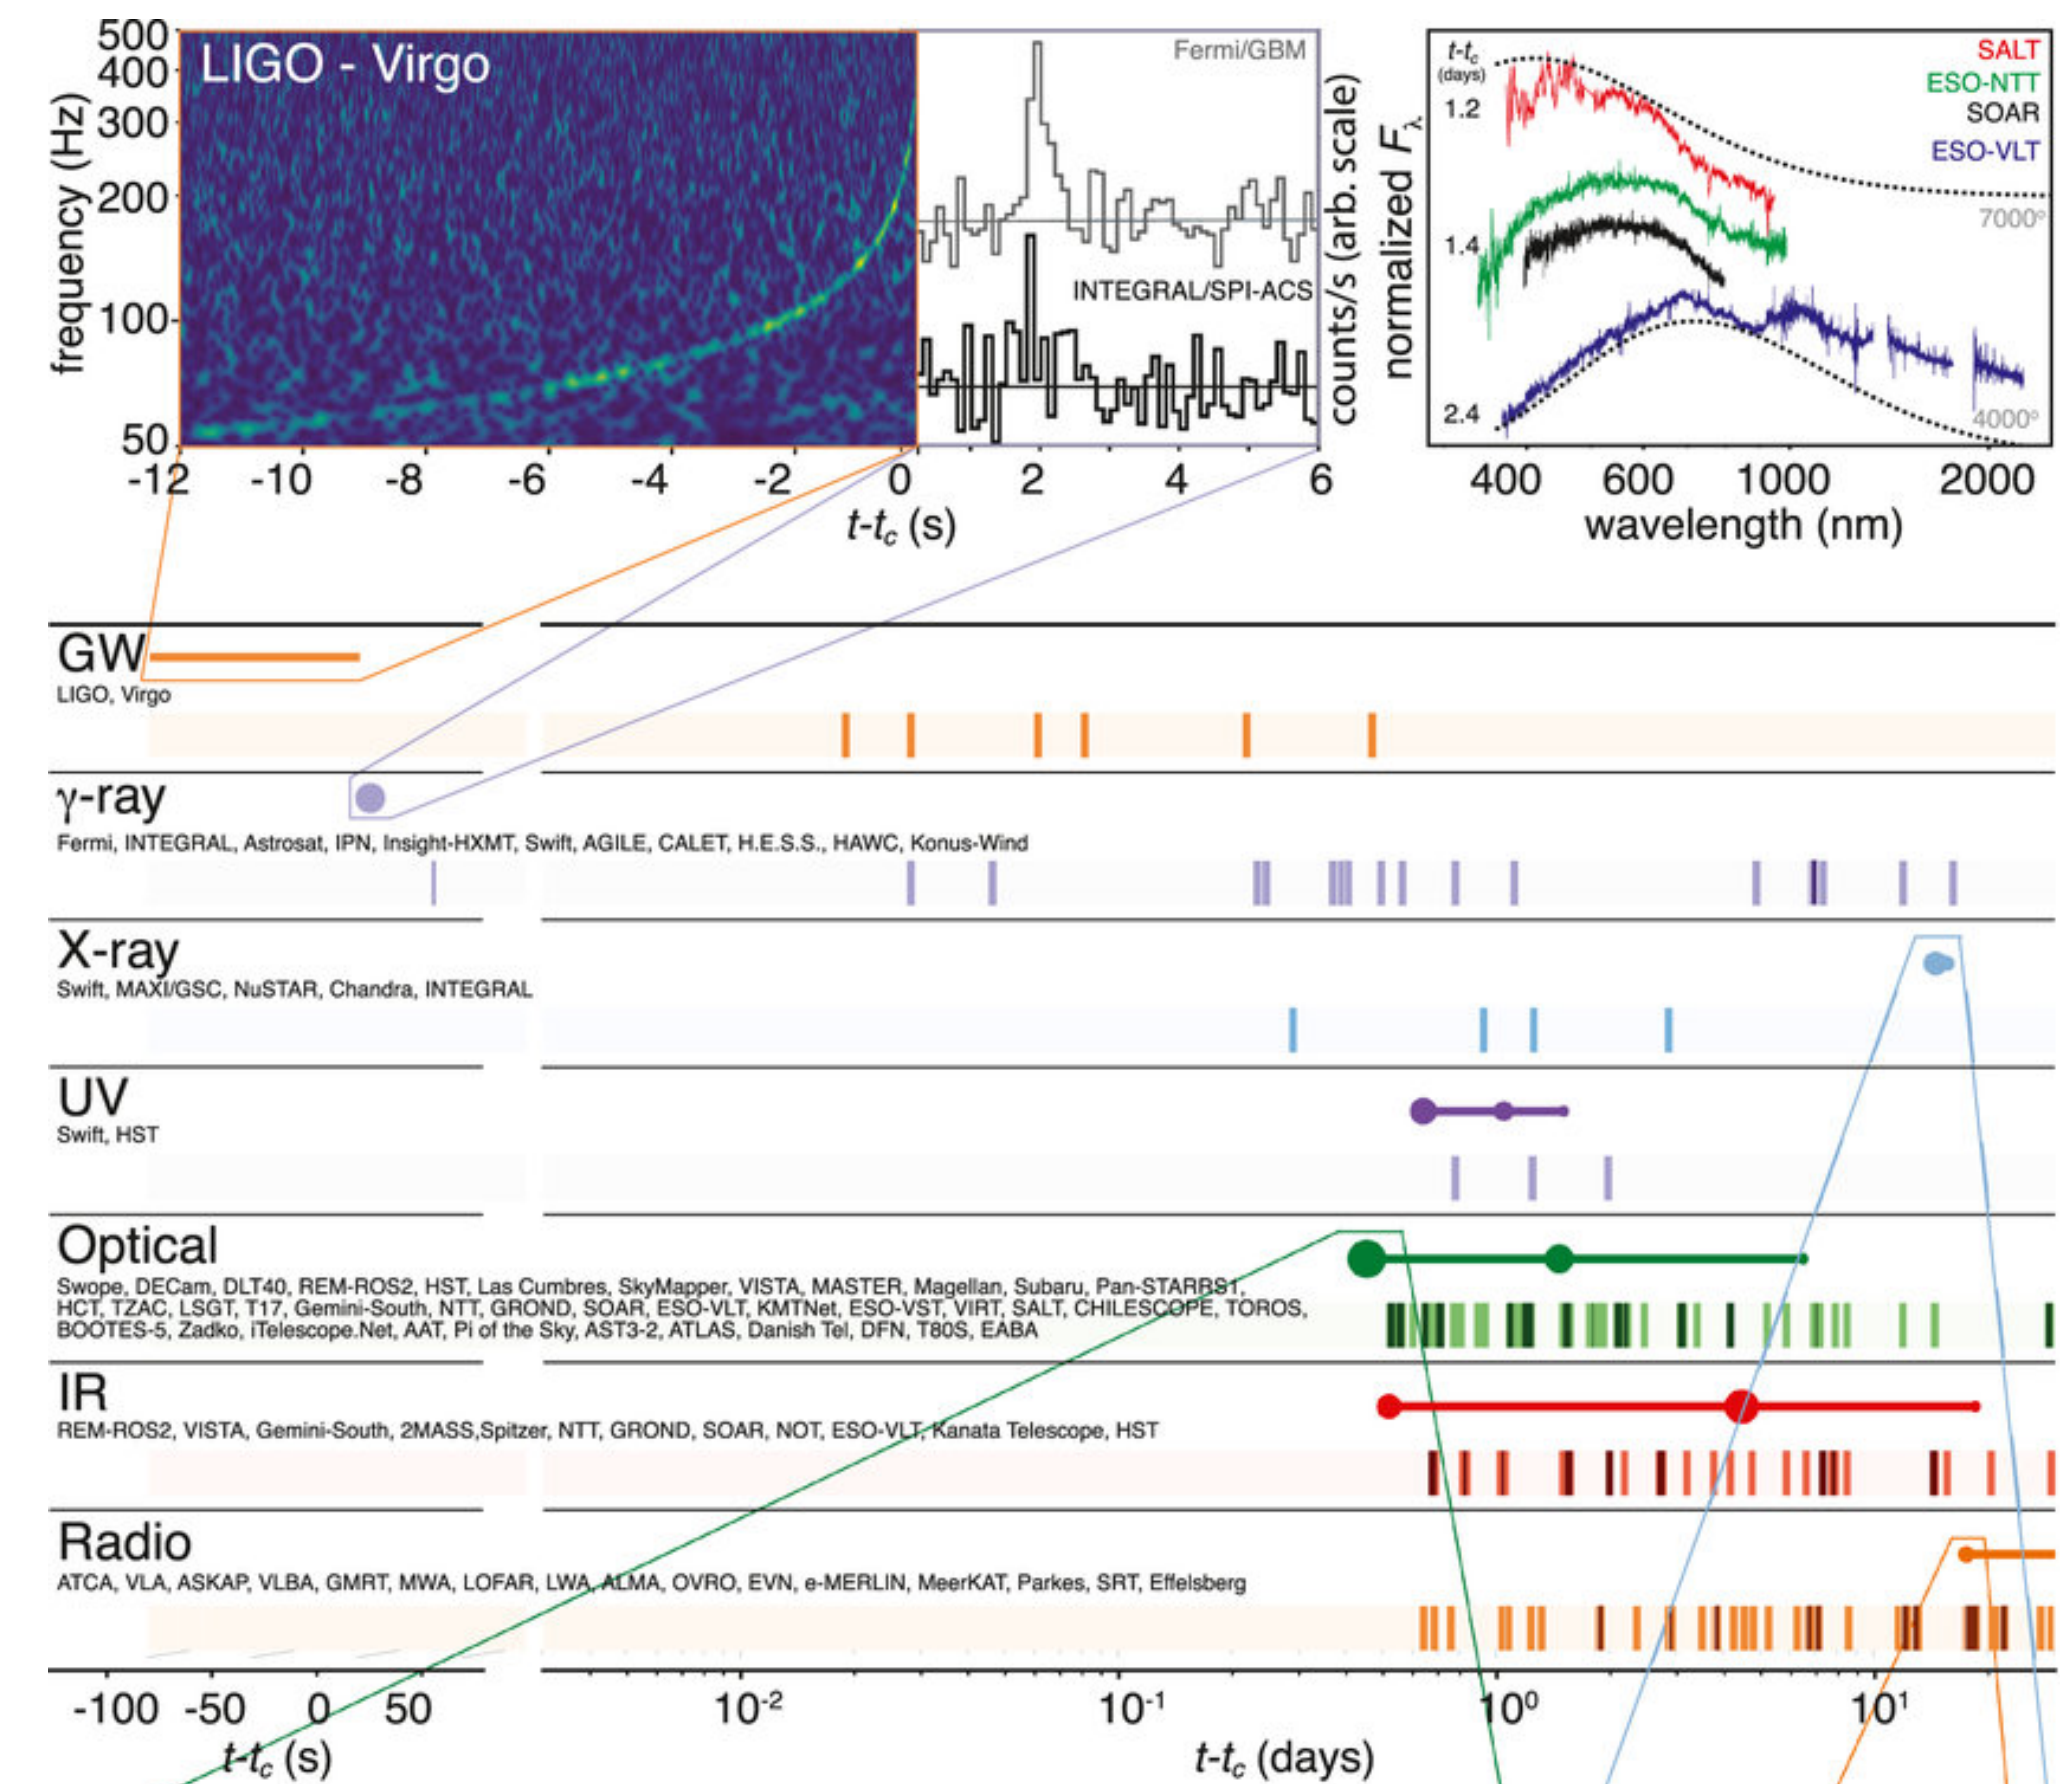 500
400
300
200
100
50
frequency (Hz)
LIGO - Virgo
Fermi/GBM
INTEGRAL/SPI-ACS
counts/s (arb. scale)
-12 -10 -8 -6 -4 -2 0 2 4 6
t-tc (s)
normalized Fλ
t-tc
(days)
1.2
1.4
2.4
SALT
ESO-NTT
SOAR
ESO-VLT
7000°
4000°
400 600 1000 2000
wavelength (nm)
GW
LIGO, Virgo
γ-ray
Fermi, INTEGRAL, Astrosat, IPN, Insight-HXMT, Swift, AGILE, CALET, H.E.S.S., HAWC, Konus-Wind
X-ray
Swift, MAXI/GSC, NuSTAR, Chandra, INTEGRAL
UV
Swift, HST
Optical
Swope, DECam, DLT40, REM-ROS2, HST, Las Cumbres, SkyMapper, VISTA, MASTER, Magellan, Subaru, Pan-STARRS1,
HCT, TZAC, LSGT, T17, Gemini-South, NTT, GROND, SOAR, ESO-VLT, KMTNet, ESO-VST, VIRT, SALT, CHILESCOPE, TOROS,
BOOTES-5, Zadko, iTelescope.Net, AAT, Pi of the Sky, AST3-2, ATLAS, Danish Tel, DFN, T80S, EABA
IR
REM-ROS2, VISTA, Gemini-South, 2MASS,Spitzer, NTT, GROND, SOAR, NOT, ESO-VLT, Kanata Telescope, HST
Radio
ATCA, VLA, ASKAP, VLBA, GMRT, MWA, LOFAR, LWA, ALMA, OVRO, EVN, e-MERLIN, MeerKAT, Parkes, SRT, Effelsberg
-100 -50 0 50 10-2 10-1 100 101
t-tc (s) t-tc (days)